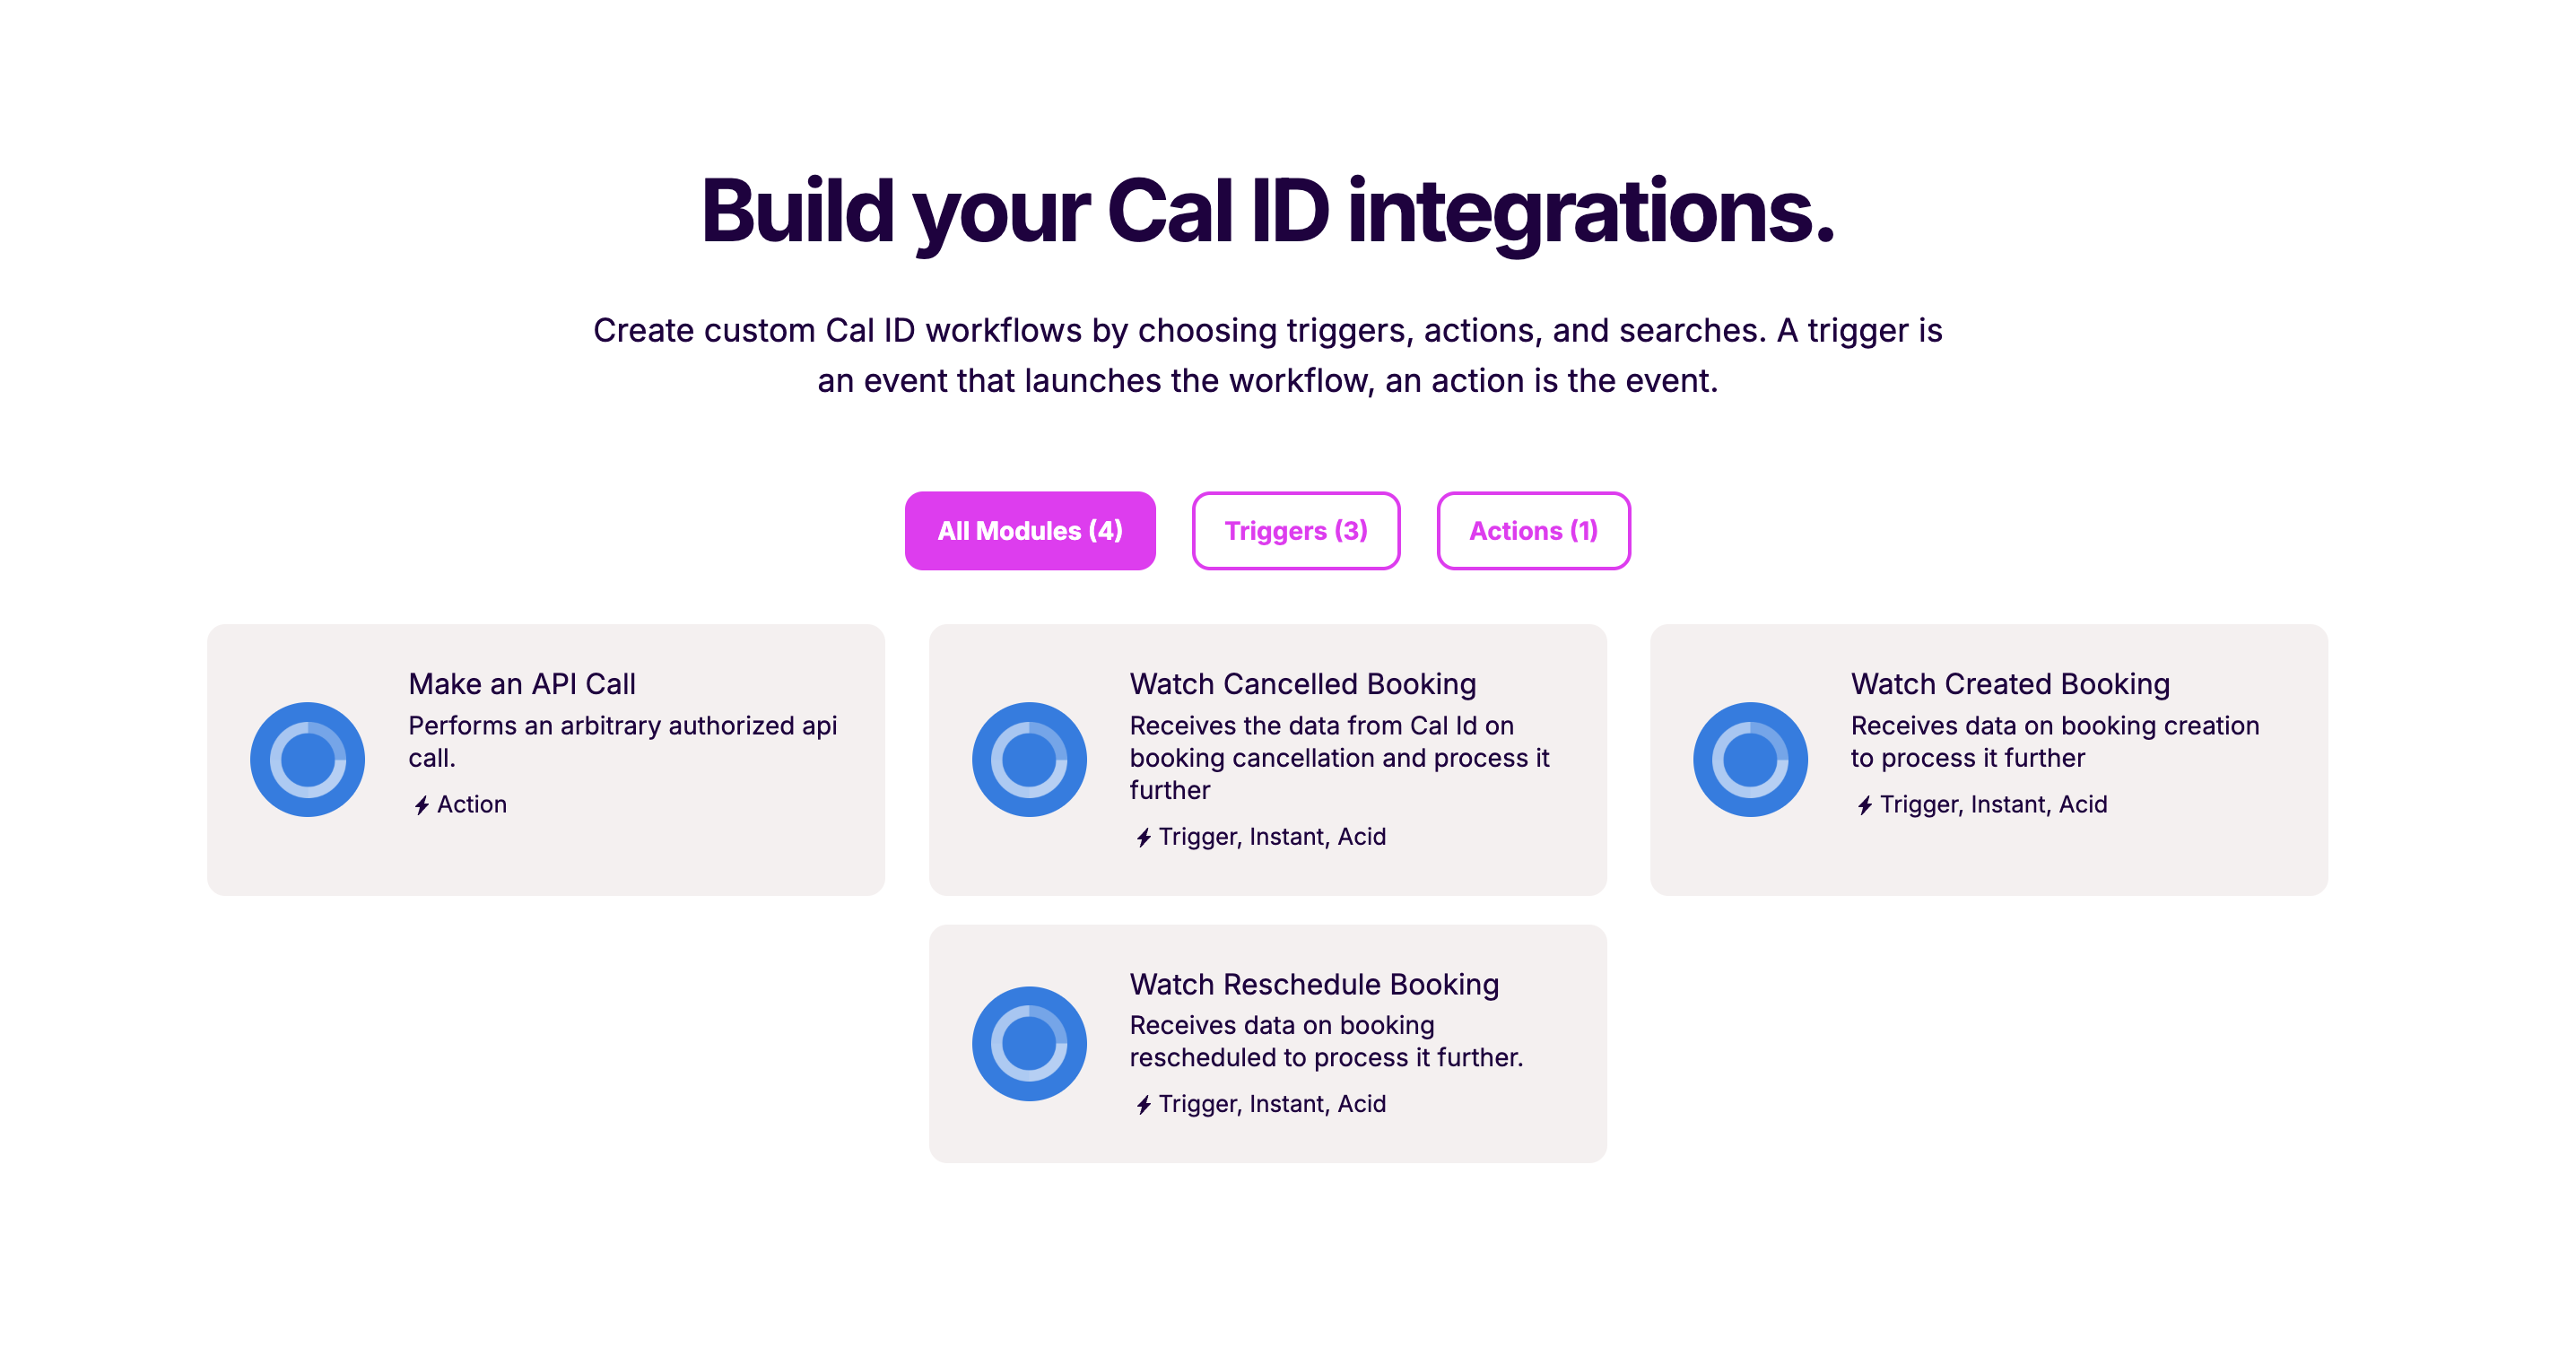 Build your Cal ID integrations.
Create custom Cal ID workflows by choosing triggers, actions, and searches. A trigger is
an event that launches the workflow, an action is the event.
All Modules (4)
Triggers (3)
Actions (1)
Make an API Call
Performs an arbitrary authorized api
call.
Action
Watch Cancelled Booking
Receives the data from Cal Id on
booking cancellation and process it
further
Trigger, Instant, Acid
Watch Created Booking
Receives data on booking creation
to process it further
Trigger, Instant, Acid
Watch Reschedule Booking
Receives data on booking
rescheduled to process it further.
Trigger, Instant, Acid